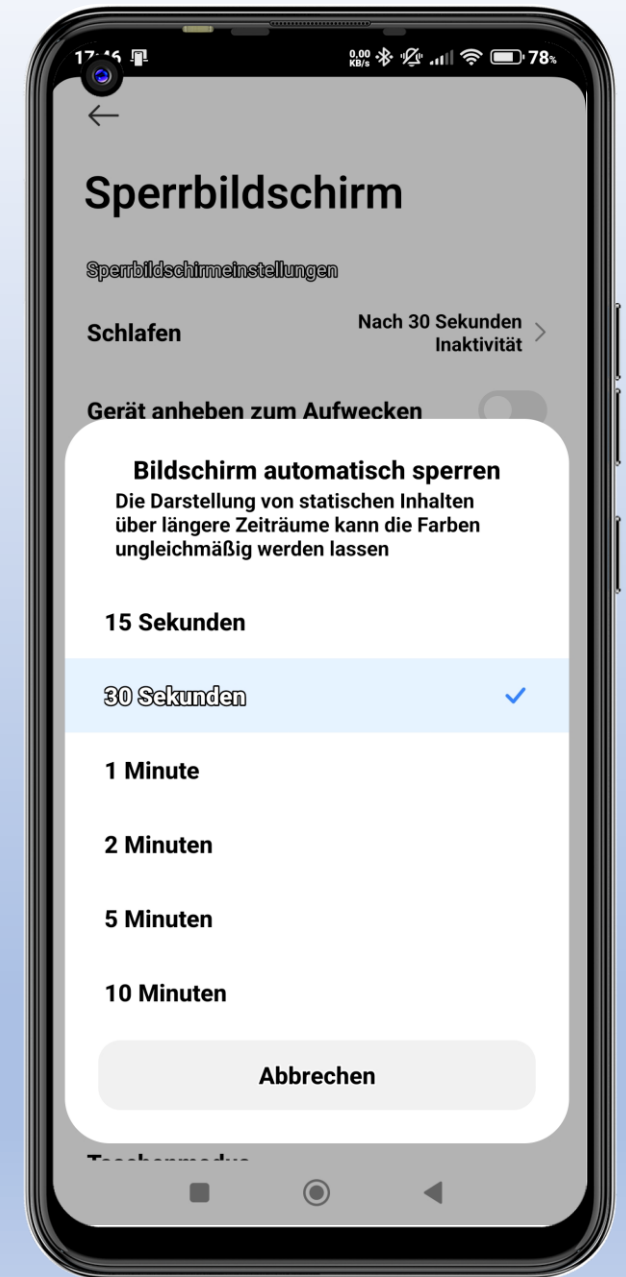 0,00
KB/s
78%
Sperrbildschirm
Sperrbildschirmeinstellungen
Schlafen
Nach 30 Sekunden
Inaktivität
Gerät anheben zum Aufwecken
Bildschirm automatisch sperren
Die Darstellung von statischen Inhalten
über längere Zeiträume kann die Farben
ungleichmäßig werden lassen
15 Sekunden
30 Sekunden
1 Minute
2 Minuten
5 Minuten
10 Minuten
Abbrechen